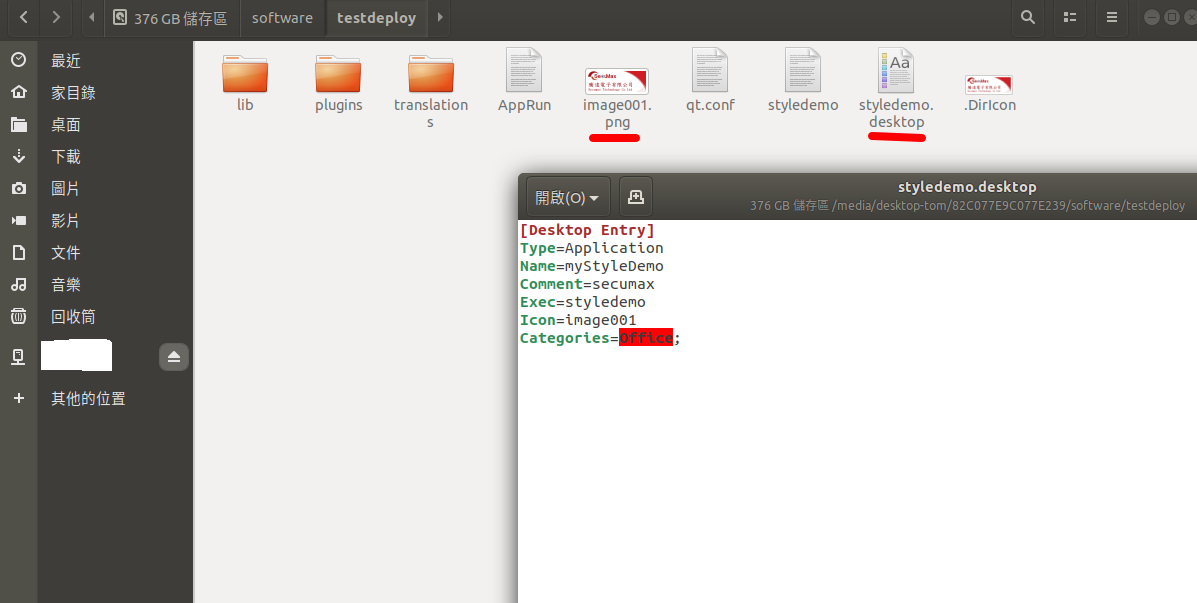 376 GB 儲存區
software
testdeploy
最近
家目錄
桌面
下載
圖片
影片
文件
音樂
回收筒
其他的位置
lib
plugins
translation
s
AppRun
image001.
png
qt.conf
styledemo
styledemo.
desktop
.DirIcon
開啟(O)
styledemo.desktop
376 GB 儲存區 /media/desktop-tom/82C077E9C077E239/software/testdeploy
[Desktop Entry]
Type=Application
Name=myStyleDemo
Comment=secumax
Exec=styledemo
Icon=image001
Categories=Office;